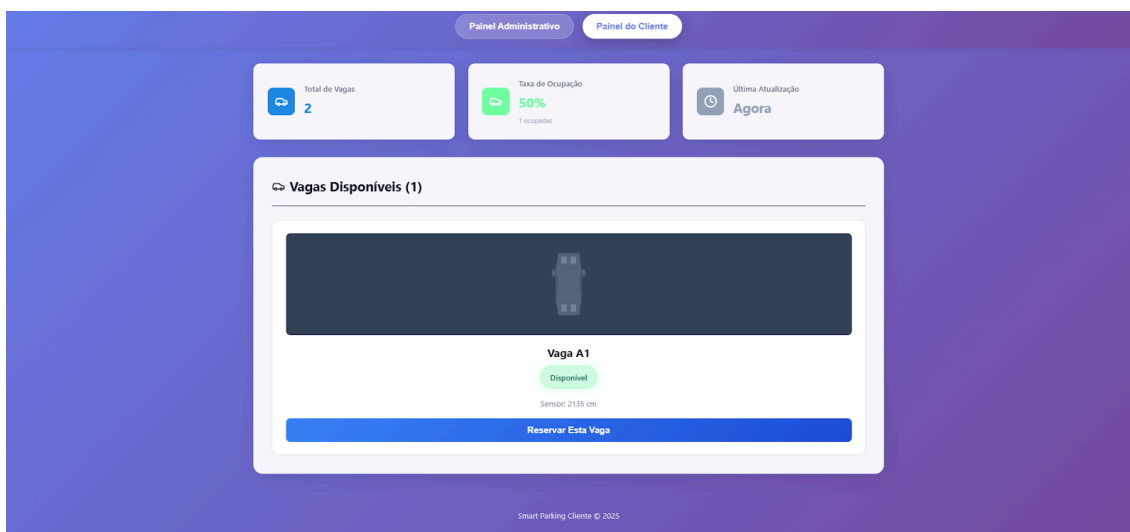 Painel Administrativo
Painel do Cliente
Total de Vagas
2
Taxa de Ocupação
50%
1 ocupadas
Última Atualização
Agora
Vagas Disponíveis (1)
Vaga A1
Disponível
Sensor: 2135 cm
Reservar Esta Vaga
Smart Parking Cliente © 2025